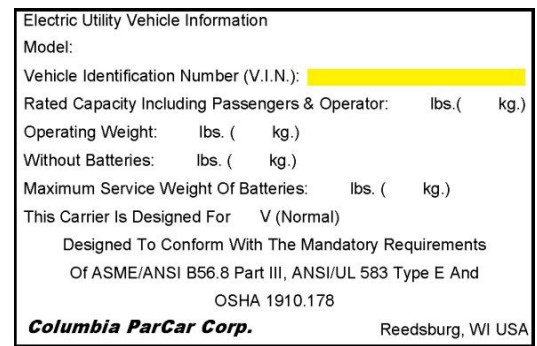 Electric Utility Vehicle Information
Model:
Vehicle Identification Number (V.I.N.):
Rated Capacity Including Passengers & Operator: lbs.( kg.)
Operating Weight: lbs. ( kg.)
Without Batteries: lbs. ( kg.)
Maximum Service Weight Of Batteries: lbs. ( kg.)
This Carrier Is Designed For V (Normal)
Designed To Conform With The Mandatory Requirements
Of ASME/ANSI B56.8 Part III, ANSI/UL 583 Type E And
OSHA 1910.178
Columbia ParCar Corp. Reedsburg, WI USA